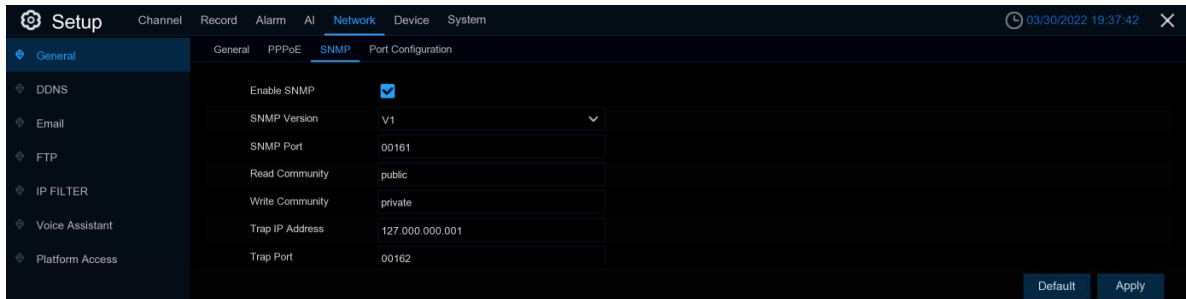 Setup Channel Record Alarm AI Network Device System 03/30/2022 19:37:42
General PPPoE SNMP Port Configuration
General
DDNS
Email
FTP
IP FILTER
Voice Assistant
Platform Access
Enable SNMP
SNMP Version V1
SNMP Port 00161
Read Community public
Write Community private
Trap IP Address 127.000.000.001
Trap Port 00162
Default Apply